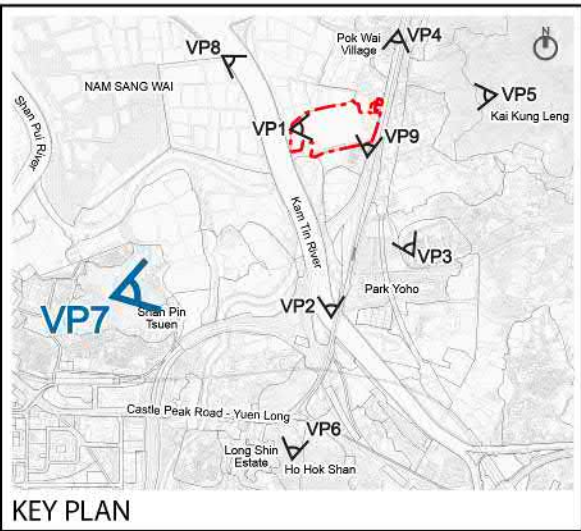 VP8
Pok Wai
Village
VP4
N
NAM SANG WAI
VP5
Kai Kung Leng
Shan Pui River
VP1
VP9
Kam Tin River
VP3
Park Yoho
VP7
Shan Pin
Tsuen
VP2
Castle Peak Road - Yuen Long
VP6
Long Shin
Estate
Ho Hok Shan
KEY PLAN